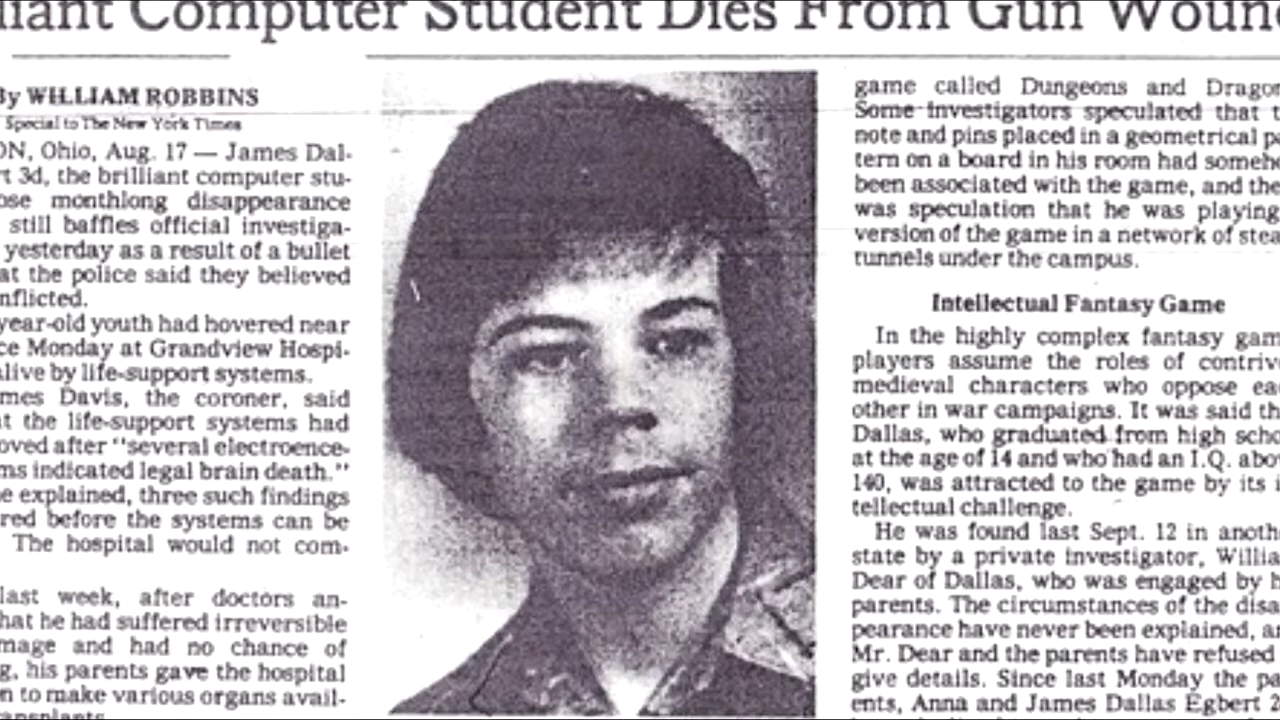 liant Computer Student Dies From Gun Woun
By WILLIAM ROBBINS
Special to The New York Times
ON, Ohio, Aug. 17 — James Dal-
rt 3d, the brilliant computer stu-
ose monthlong disappearance
still baffles official investiga-
yesterday as a result of a bullet
at the police said they believed
nflicted.
year-old youth had hovered near
ce Monday at Grandview Hospi-
alive by life-support systems.
mes Davis, the coroner, said
at the life-support systems had
oved after "several electroence-
ms indicated legal brain death."
e explained, three such findings
red before the systems can be
The hospital would not com-
last week, after doctors an-
hat he had suffered irreversible
mage and had no chance of
g, his parents gave the hospital
n to make various organs avail-
ransplants
game called Dungeons and Dragon
Some investigators speculated that t
note and pins placed in a geometrical pa
tern on a board in his room had someho
been associated with the game, and the
was speculation that he was playing
version of the game in a network of stea
tunnels under the campus.
Intellectual Fantasy Game
In the highly complex fantasy gam
players assume the roles of contriv
medieval characters who oppose ea
other in war campaigns. It was said th
Dallas, who graduated from high scho
at the age of 14 and who had an I.Q. abov
140, was attracted to the game by its i
tellectual challenge.
He was found last Sept. 12 in anothe
state by a private investigator, Willia
Dear of Dallas, who was engaged by h
parents. The circumstances of the disa
pearance have never been explained, an
Mr. Dear and the parents have refused
give details. Since last Monday the pa
ents, Anna and James Dallas Egbert 2